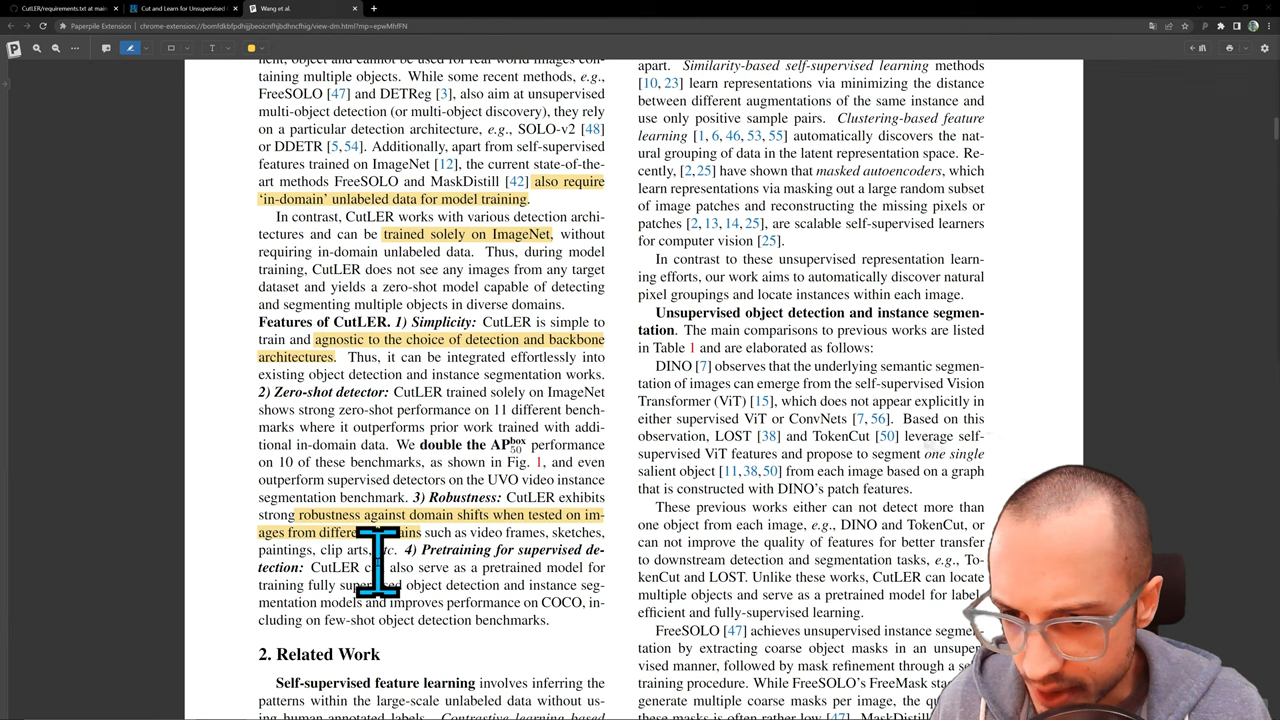 CutLER/requirements.txt at main
Cut and Learn for Unsupervised
Wang et al.
Paperpile Extension | chrome-extension://bomfdkbfpdhijjbeoicnfhjbdhncfhig/view-dm.html?mp=epwMhfFN
nent, object and cannot be used for real world images con-
taining multiple objects. While some recent methods, e.g.,
FreeSOLO [47] and DETReg [3], also aim at unsupervised
multi-object detection (or multi-object discovery), they rely
on a particular detection architecture, e.g., SOLO-v2 [48]
or DDETR [5,54]. Additionally, apart from self-supervised
features trained on ImageNet [12], the current state-of-the-
art methods FreeSOLO and MaskDistill [42] also require
‘in-domain’ unlabeled data for model training.
In contrast, CutLER works with various detection archi-
tectures and can be trained solely on ImageNet, without
requiring in-domain unlabeled data. Thus, during model
training, CutLER does not see any images from any target
dataset and yields a zero-shot model capable of detecting
and segmenting multiple objects in diverse domains.
Features of CutLER. 1) Simplicity: CutLER is simple to
train and agnostic to the choice of detection and backbone
architectures. Thus, it can be integrated effortlessly into
existing object detection and instance segmentation works.
2) Zero-shot detector: CutLER trained solely on ImageNet
shows strong zero-shot performance on 11 different bench-
marks where it outperforms prior work trained with addi-
tional in-domain data. We double the AP50box performance
on 10 of these benchmarks, as shown in Fig. 1, and even
outperform supervised detectors on the UVO video instance
segmentation benchmark. 3) Robustness: CutLER exhibits
strong robustness against domain shifts when tested on im-
ages from differe ains such as video frames, sketches,
paintings, clip arts, etc. 4) Pretraining for supervised de-
tection: CutLER c also serve as a pretrained model for
training fully supervised object detection and instance seg-
mentation models and improves performance on COCO, in-
cluding on few-shot object detection benchmarks.
2. Related Work
Self-supervised feature learning involves inferring the
patterns within the large-scale unlabeled data without us-
ing human annotated labels. Contrastive learning based
apart. Similarity-based self-supervised learning methods
[10, 23] learn representations via minimizing the distance
between different augmentations of the same instance and
use only positive sample pairs. Clustering-based feature
learning [1, 6, 46, 53, 55] automatically discovers the nat-
ural grouping of data in the latent representation space. Re-
cently, [2,25] have shown that masked autoencoders, which
learn representations via masking out a large random subset
of image patches and reconstructing the missing pixels or
patches [2, 13, 14, 25], are scalable self-supervised learners
for computer vision [25].
In contrast to these unsupervised representation learn-
ing efforts, our work aims to automatically discover natural
pixel groupings and locate instances within each image.
Unsupervised object detection and instance segmen-
tation. The main comparisons to previous works are listed
in Table 1 and are elaborated as follows:
DINO [7] observes that the underlying semantic segmen-
tation of images can emerge from the self-supervised Vision
Transformer (ViT) [15], which does not appear explicitly in
either supervised ViT or ConvNets [7, 56]. Based on this
observation, LOST [38] and TokenCut [50] leverage self-
supervised ViT features and propose to segment one single
salient object [11,38,50] from each image based on a graph
that is constructed with DINO’s patch features.
These previous works either can not detect more than
one object from each image, e.g., DINO and TokenCut, or
can not improve the quality of features for better transfer
to downstream detection and segmentation tasks, e.g., To-
kenCut and LOST. Unlike these works, CutLER can locate
multiple objects and serve as a pretrained model for label
efficient and fully-supervised learning.
FreeSOLO [47] achieves unsupervised instance segmen-
tation by extracting coarse object masks in an unsuper
vised manner, followed by mask refinement through a se
training procedure. While FreeSOLO’s FreeMask sta
generate multiple coarse masks per image, the qu
these masks is often rather low [47]. MaskDistill